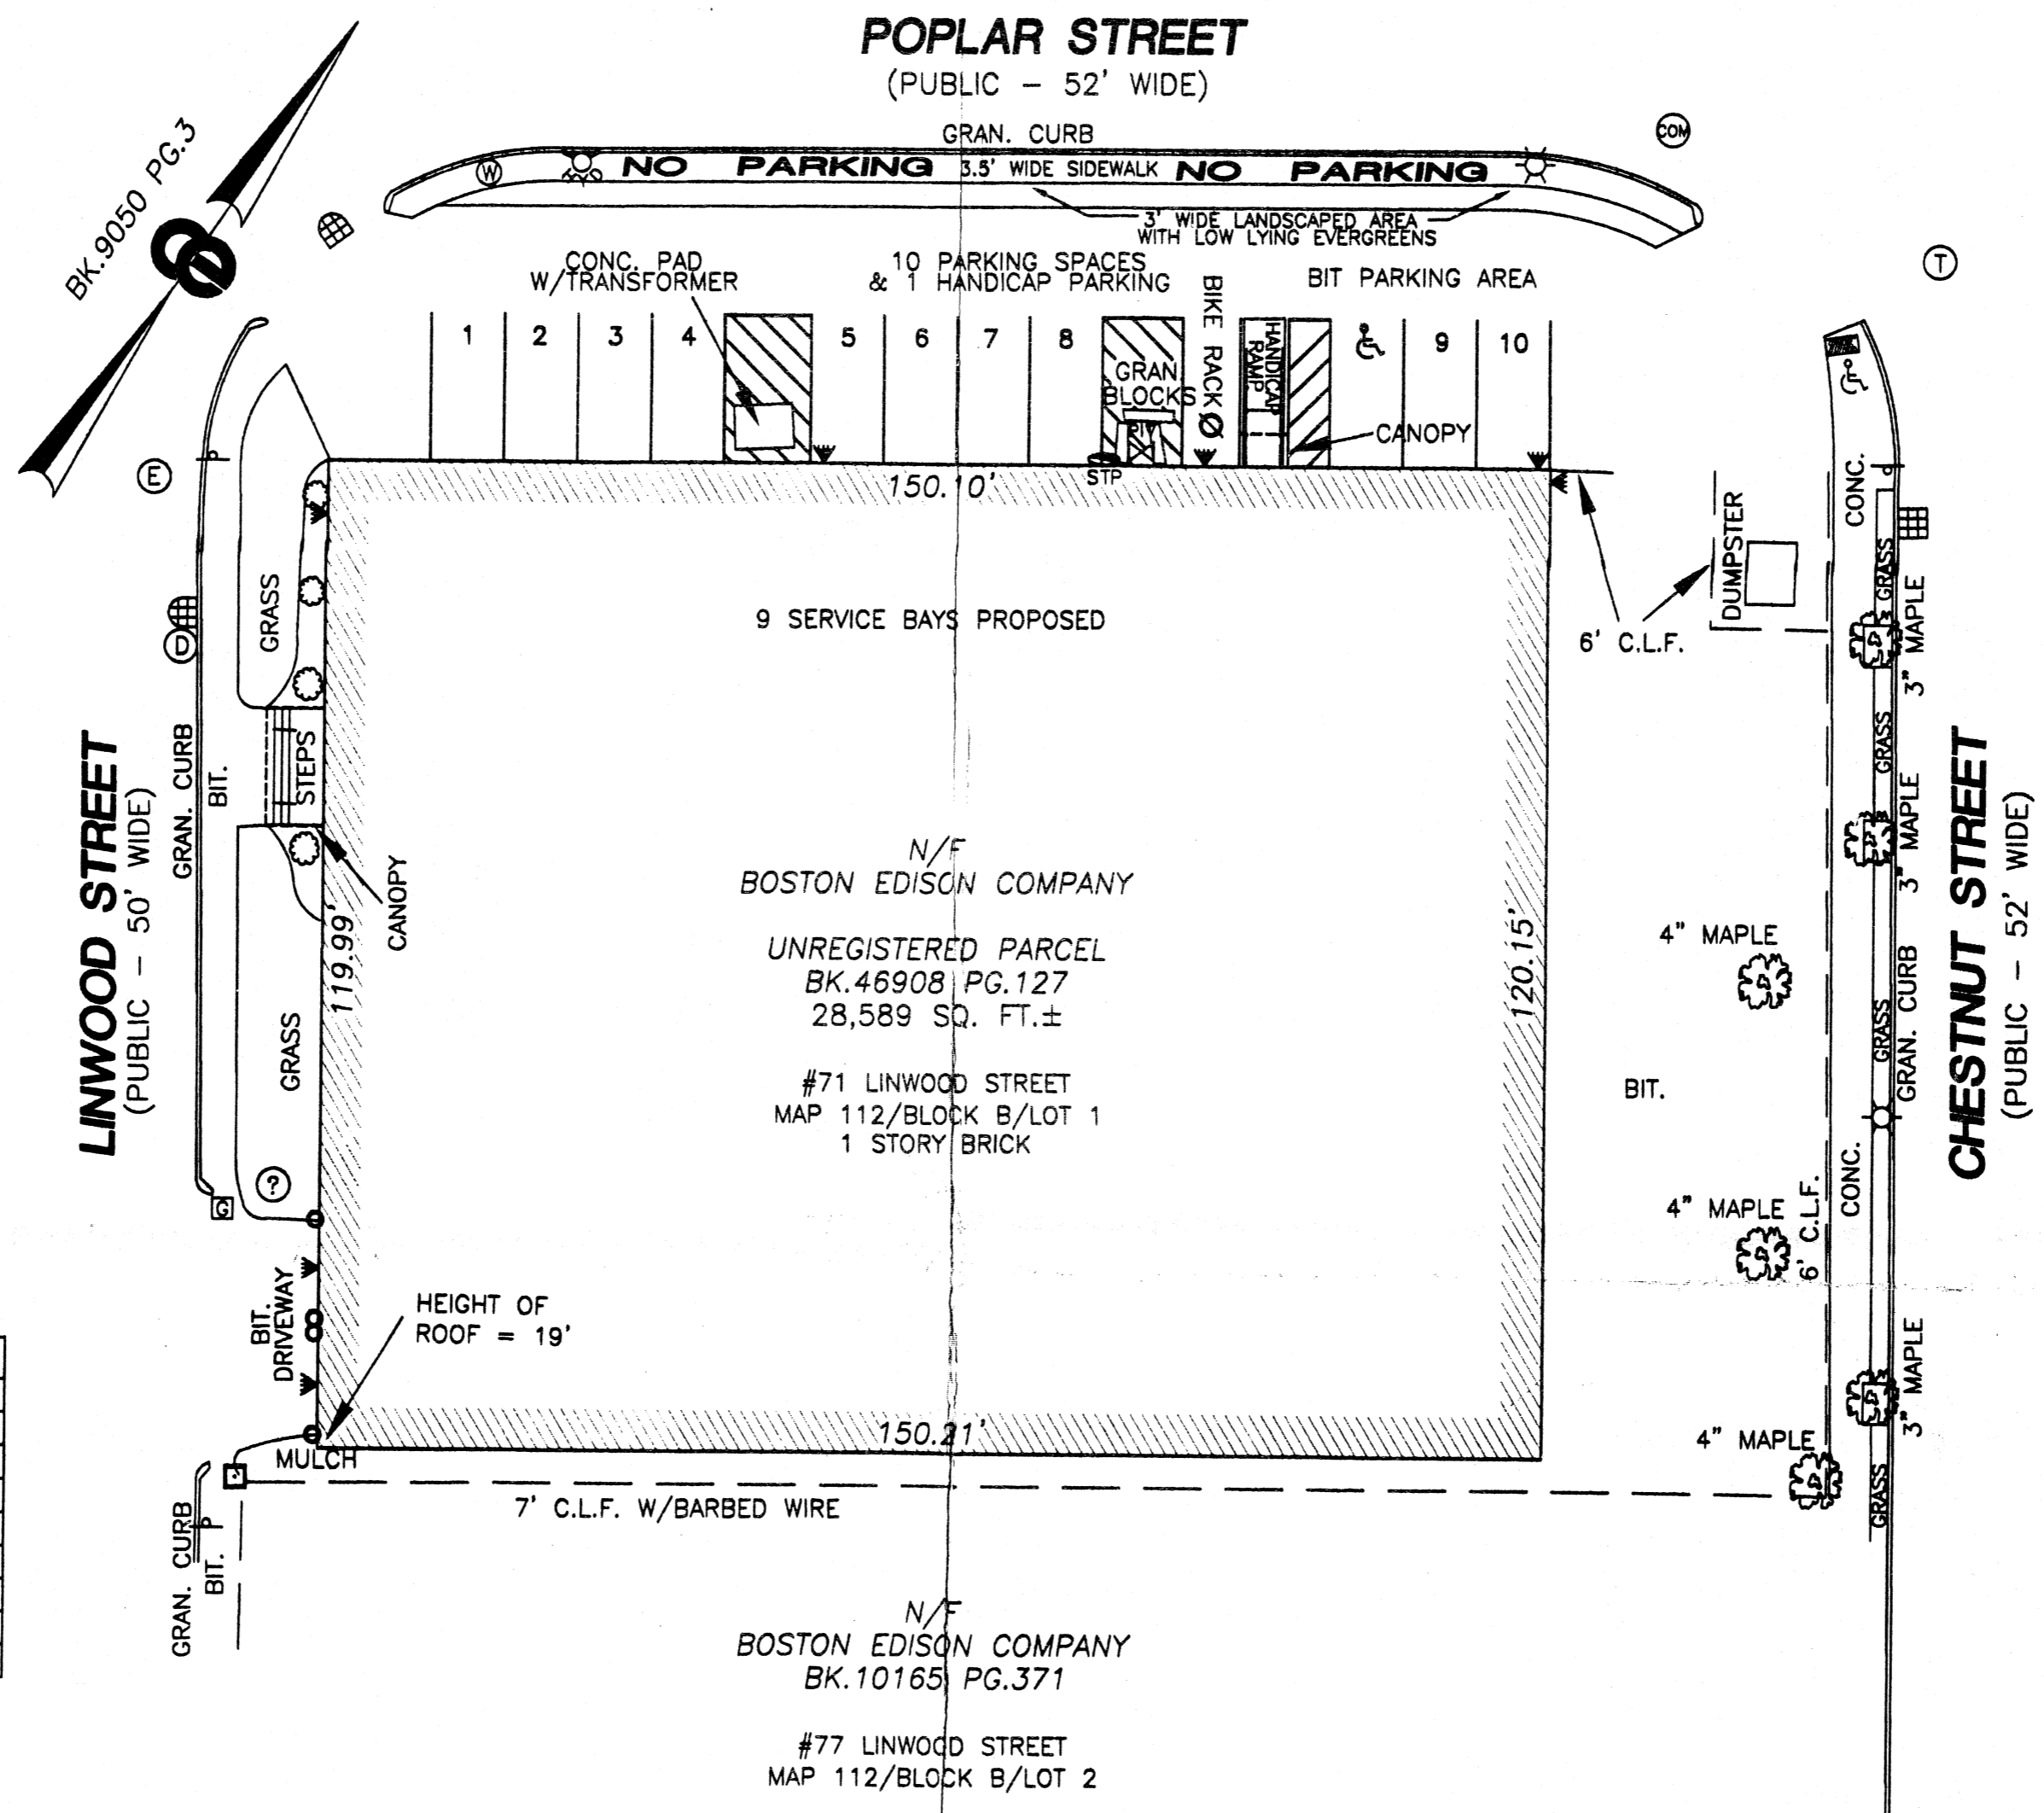 POPLAR STREET
(PUBLIC - 52' WIDE)
BK.9050 PG.3
GRAN. CURB
COM
W
NO PARKING 3.5' WIDE SIDEWALK NO PARKING
3' WIDE LANDSCAPED AREA
WITH LOW LYING EVERGREENS
T
CONC. PAD
W/TRANSFORMER
10 PARKING SPACES
& 1 HANDICAP PARKING
BIKE RACK
BIT PARKING AREA
1 2 3 4 5 6 7 8 9 10
HANDICAP
RAMP
GRAN
BLOCKS
PIV
CANOPY
STP
E
150.10'
6' C.L.F.
DUMPSTER
CONC.
GRASS
3" MAPLE
D
GRASS
9 SERVICE BAYS PROPOSED
LINWOOD STREET
(PUBLIC - 50' WIDE)
GRAN. CURB
BIT.
STEPS
CANOPY
119.99'
GRASS
N/F
BOSTON EDISON COMPANY
UNREGISTERED PARCEL
BK.46908 PG.127
28,589 SQ. FT.±
#71 LINWOOD STREET
MAP 112/BLOCK B/LOT 1
1 STORY BRICK
120.15'
GRASS
3" MAPLE
4" MAPLE
GRASS
GRAN. CURB
BIT.
CHESTNUT STREET
(PUBLIC - 52' WIDE)
CONC.
4" MAPLE
6' C.L.F.
?
G
BIT.
DRIVEWAY
HEIGHT OF
ROOF = 19'
3" MAPLE
4" MAPLE
GRASS
150.21'
MULCH
7' C.L.F. W/BARBED WIRE
GRAN. CURB
BIT.
N/F
BOSTON EDISON COMPANY
BK.10165 PG.371
#77 LINWOOD STREET
MAP 112/BLOCK B/LOT 2